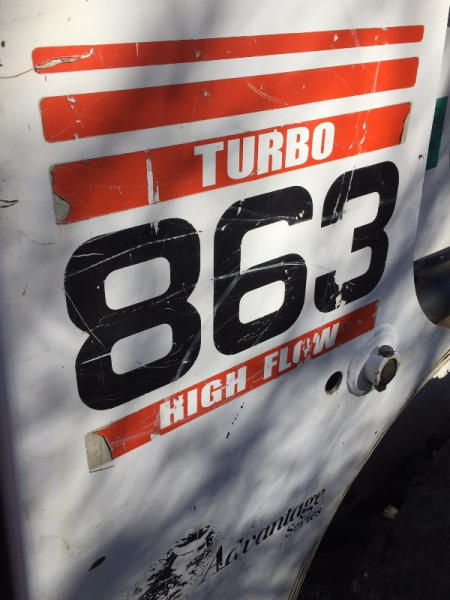 TURBO
863
HIGH FLOW
Advantage
Series